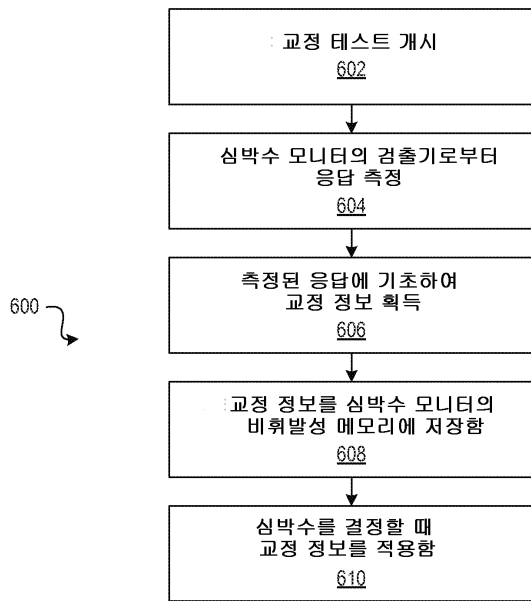 교정 테스트 개시
602
심박수 모니터의 검출기로부터
응답 측정
604
측정된 응답에 기초하여
교정 정보 획득
606
600
교정 정보를 심박수 모니터의
비휘발성 메모리에 저장함
608
심박수를 결정할 때
교정 정보를 적용함
610